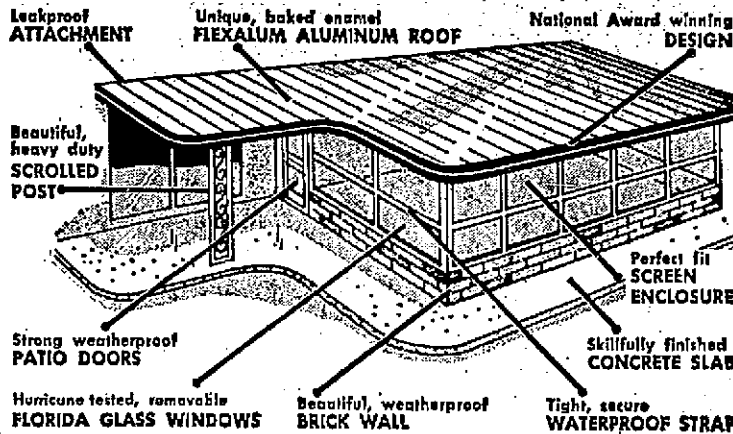 Leakproof
ATTACHMENT
Unique, baked enamel
FLEXALUM ALUMINUM ROOF
National Award winning
DESIGN
Beautiful,
heavy duty
SCROLLED
POST
Perfect fit
SCREEN
ENCLOSURE
Strong weatherproof
PATIO DOORS
Skillfully finished
CONCRETE SLAB
Hurricane tested, removable
FLORIDA GLASS WINDOWS
Beautiful, weatherproof
BRICK WALL
Tight, secure
WATERPROOF STRAP